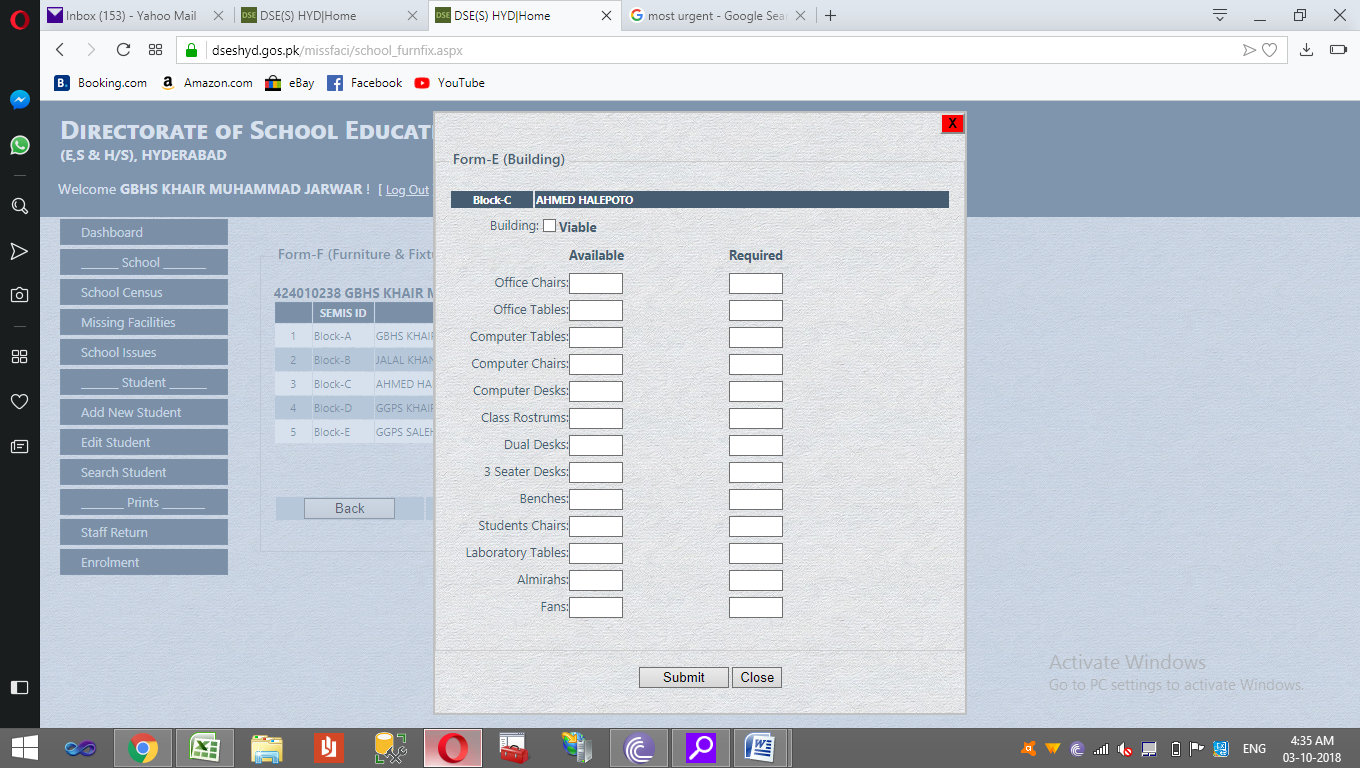 Inbox (153) - Yahoo Mail
DSE(S) HYD|Home
DSE(S) HYD|Home
most urgent - Google Sea
dseshyd.gos.pk/missfaci/school_furnfix.aspx
Booking.com
Amazon.com
eBay
Facebook
YouTube
DIRECTORATE OF SCHOOL EDUCAT
(E,S & H/S), HYDERABAD
Welcome GBHS KHAIR MUHAMMAD JARWAR ! [ Log Out
Dashboard
______ School _______
School Census
Missing Facilities
School Issues
______ Student ______
Add New Student
Edit Student
Search Student
_______ Prints _______
Staff Return
Enrolment
Form-F (Furniture & Fixt
424010238 GBHS KHAIR M
SEMIS ID
1 Block-A GBHS KHAIR
2 Block-B JALAL KHAN
3 Block-C AHMED HA
4 Block-D GGPS KHAIR
5 Block-E GGPS SALEH
Back
X
Form-E (Building)
Block-C AHMED HALEPOTO
Building: Viable
Available Required
Office Chairs:
Office Tables:
Computer Tables:
Computer Chairs:
Computer Desks:
Class Rostrums:
Dual Desks:
3 Seater Desks:
Benches:
Students Chairs:
Laboratory Tables:
Almirahs:
Fans:
Submit Close
Activate Windows
Go to PC settings to activate Windows.
ENG
4:35 AM
03-10-2018